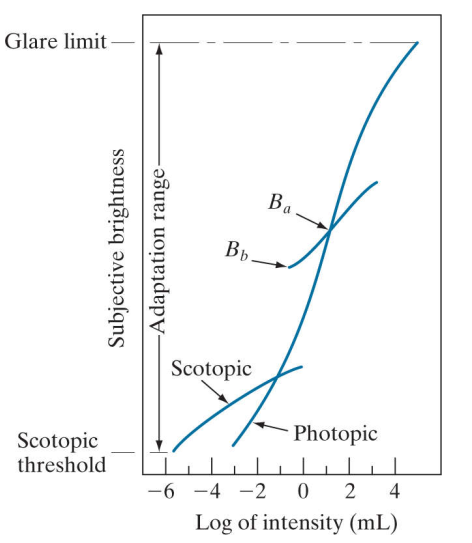 Glare limit
Subjective brightness
Adaptation range
B_a
B_b
Scotopic
Photopic
Scotopic
threshold
−6 −4 −2 0 2 4
Log of intensity (mL)